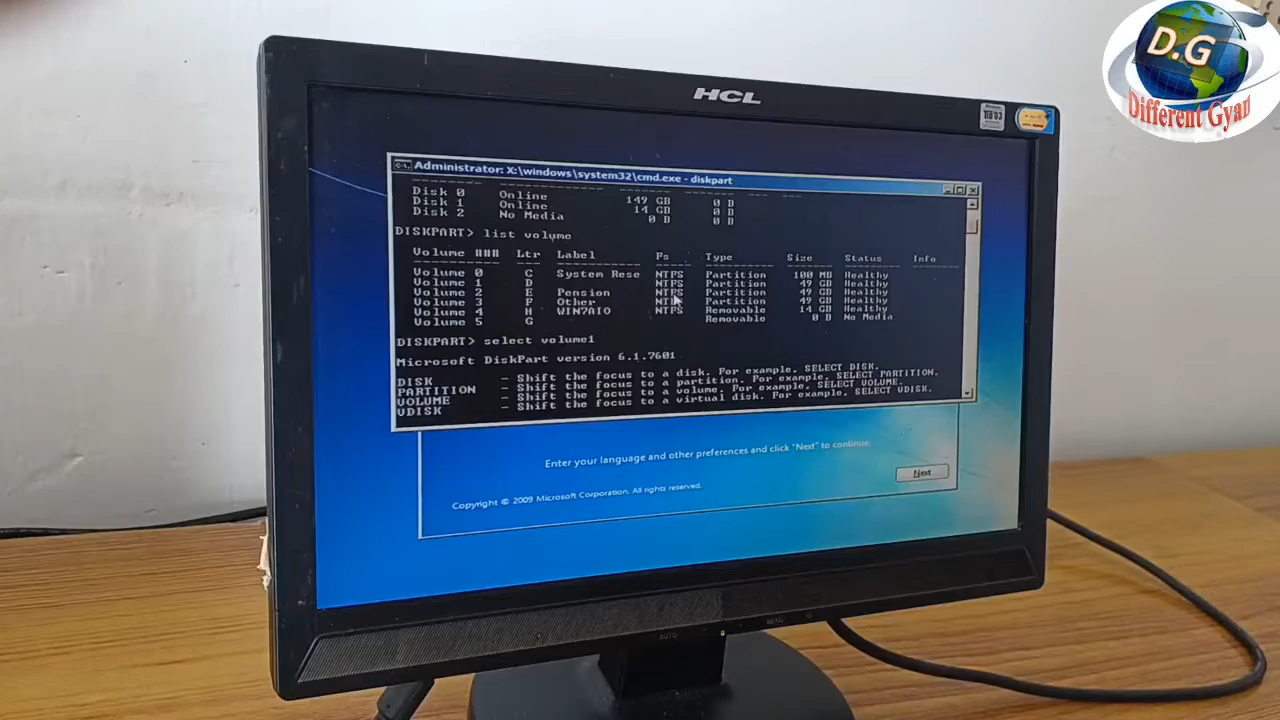 D.G
Different Gyan
HCL
Administrator: X:\windows\system32\cmd.exe - diskpart
Disk 0 Online 149 GB 0 B
Disk 1 Online 14 GB 0 B
Disk 2 No Media 0 B 0 B
DISKPART> list volume
Volume ### Ltr Label Fs Type Size Status Info
Volume 0 C System Rese NTFS Partition 100 MB Healthy
Volume 1 D NTFS Partition 49 GB Healthy
Volume 2 E Pension NTFS Partition 49 GB Healthy
Volume 3 F Other NTFS Partition 49 GB Healthy
Volume 4 H WIN7AIO NTFS Removable 14 GB Healthy
Volume 5 G Removable 0 B No Media
DISKPART> select volume1
Microsoft DiskPart version 6.1.7601
DISK - Shift the focus to a disk. For example, SELECT DISK.
PARTITION - Shift the focus to a partition. For example, SELECT PARTITION.
VOLUME - Shift the focus to a volume. For example, SELECT VOLUME.
VDISK - Shift the focus to a virtual disk. For example, SELECT VDISK.
Enter your language and other preferences and click "Next" to continue.
Next
Copyright © 2009 Microsoft Corporation. All rights reserved.
AUTO
MENU